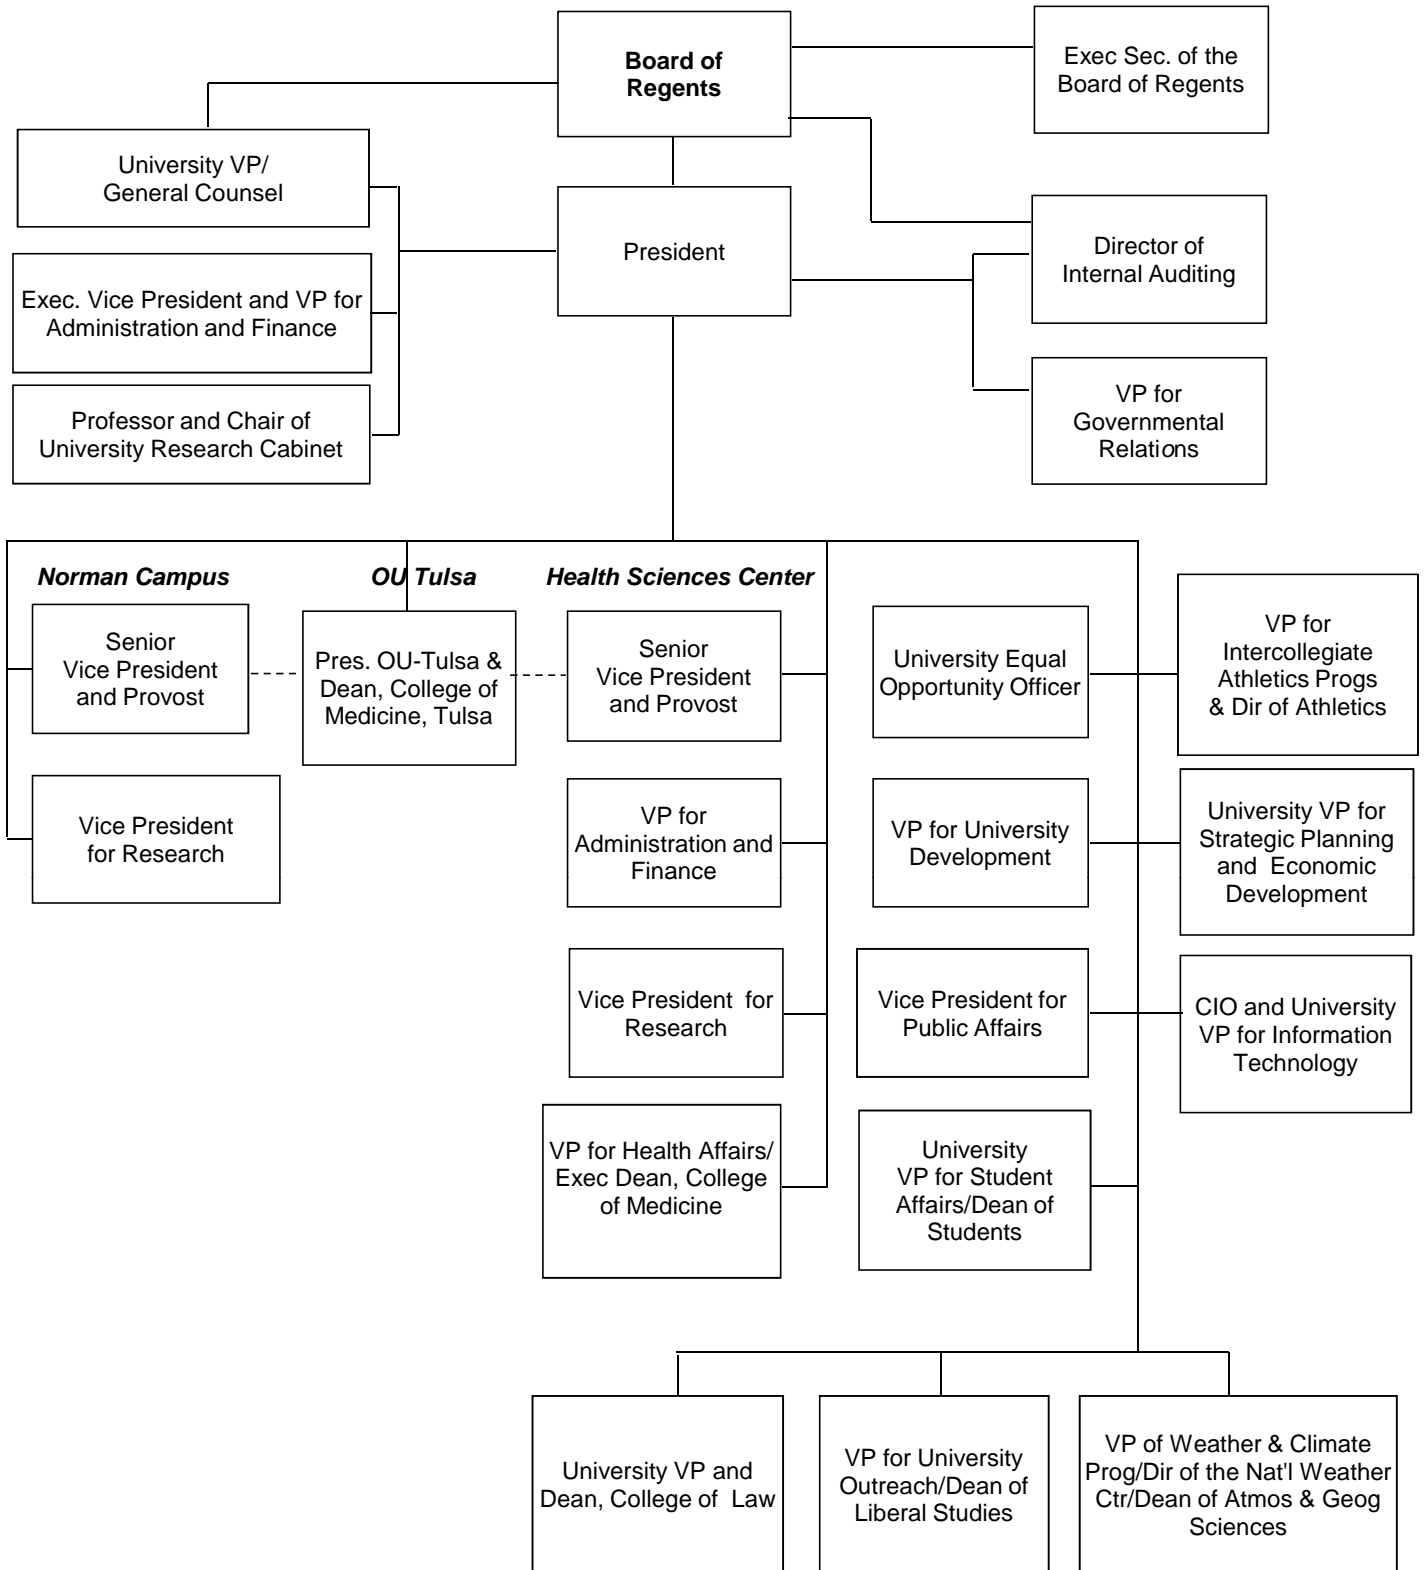 Board of
Regents
Exec Sec. of the
Board of Regents
University VP/
General Counsel
President
Director of
Internal Auditing
Exec. Vice President and VP for
Administration and Finance
Professor and Chair of
University Research Cabinet
VP for
Governmental
Relations
Norman Campus
OU Tulsa
Health Sciences Center
Senior
Vice President
and Provost
Pres. OU-Tulsa &
Dean, College of
Medicine, Tulsa
Senior
Vice President
and Provost
University Equal
Opportunity Officer
VP for
Intercollegiate
Athletics Progs
& Dir of Athletics
Vice President
for Research
VP for
Administration and
Finance
VP for University
Development
University VP for
Strategic Planning
and Economic
Development
Vice President for
Research
Vice President for
Public Affairs
CIO and University
VP for Information
Technology
VP for Health Affairs/
Exec Dean, College
of Medicine
University
VP for Student
Affairs/Dean of
Students
University VP and
Dean, College of Law
VP for University
Outreach/Dean of
Liberal Studies
VP of Weather & Climate
Prog/Dir of the Nat'l Weather
Ctr/Dean of Atmos & Geog
Sciences